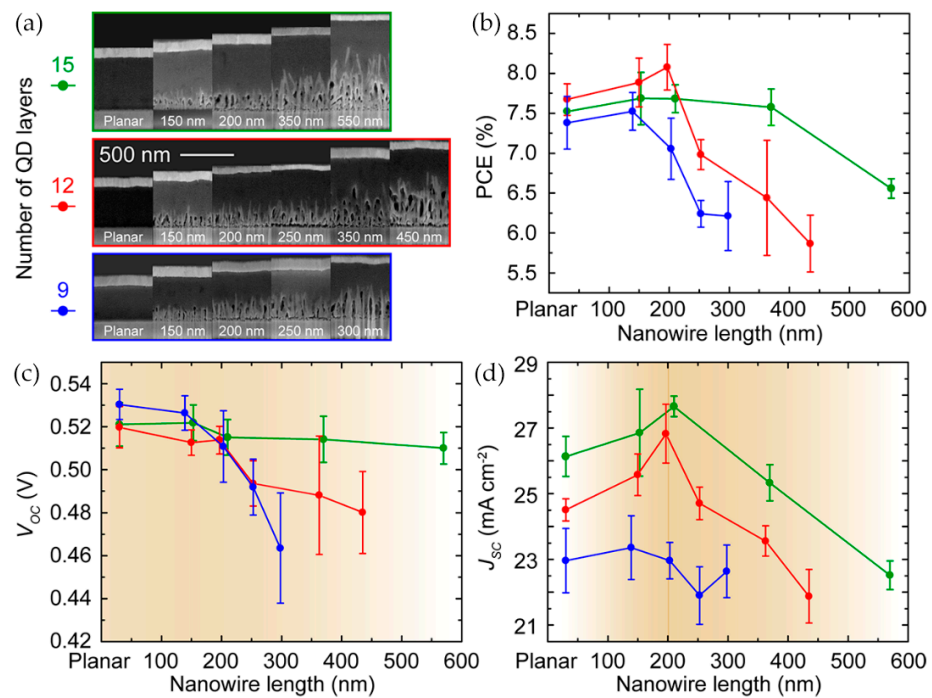 (a)
Number of QD layers
15
Planar 150 nm 200 nm 350 nm 550 nm
12
500 nm
Planar 150 nm 200 nm 250 nm 350 nm 450 nm
9
Planar 150 nm 200 nm 250 nm 300 nm
(b)
PCE (%)
8.5
8.0
7.5
7.0
6.5
6.0
5.5
Planar 100 200 300 400 500 600
Nanowire length (nm)
(c)
Voc (V)
0.54
0.52
0.50
0.48
0.46
0.44
0.42
Planar 100 200 300 400 500 600
Nanowire length (nm)
(d)
Jsc (mA cm-2)
29
27
25
23
21
Planar 100 200 300 400 500 600
Nanowire length (nm)